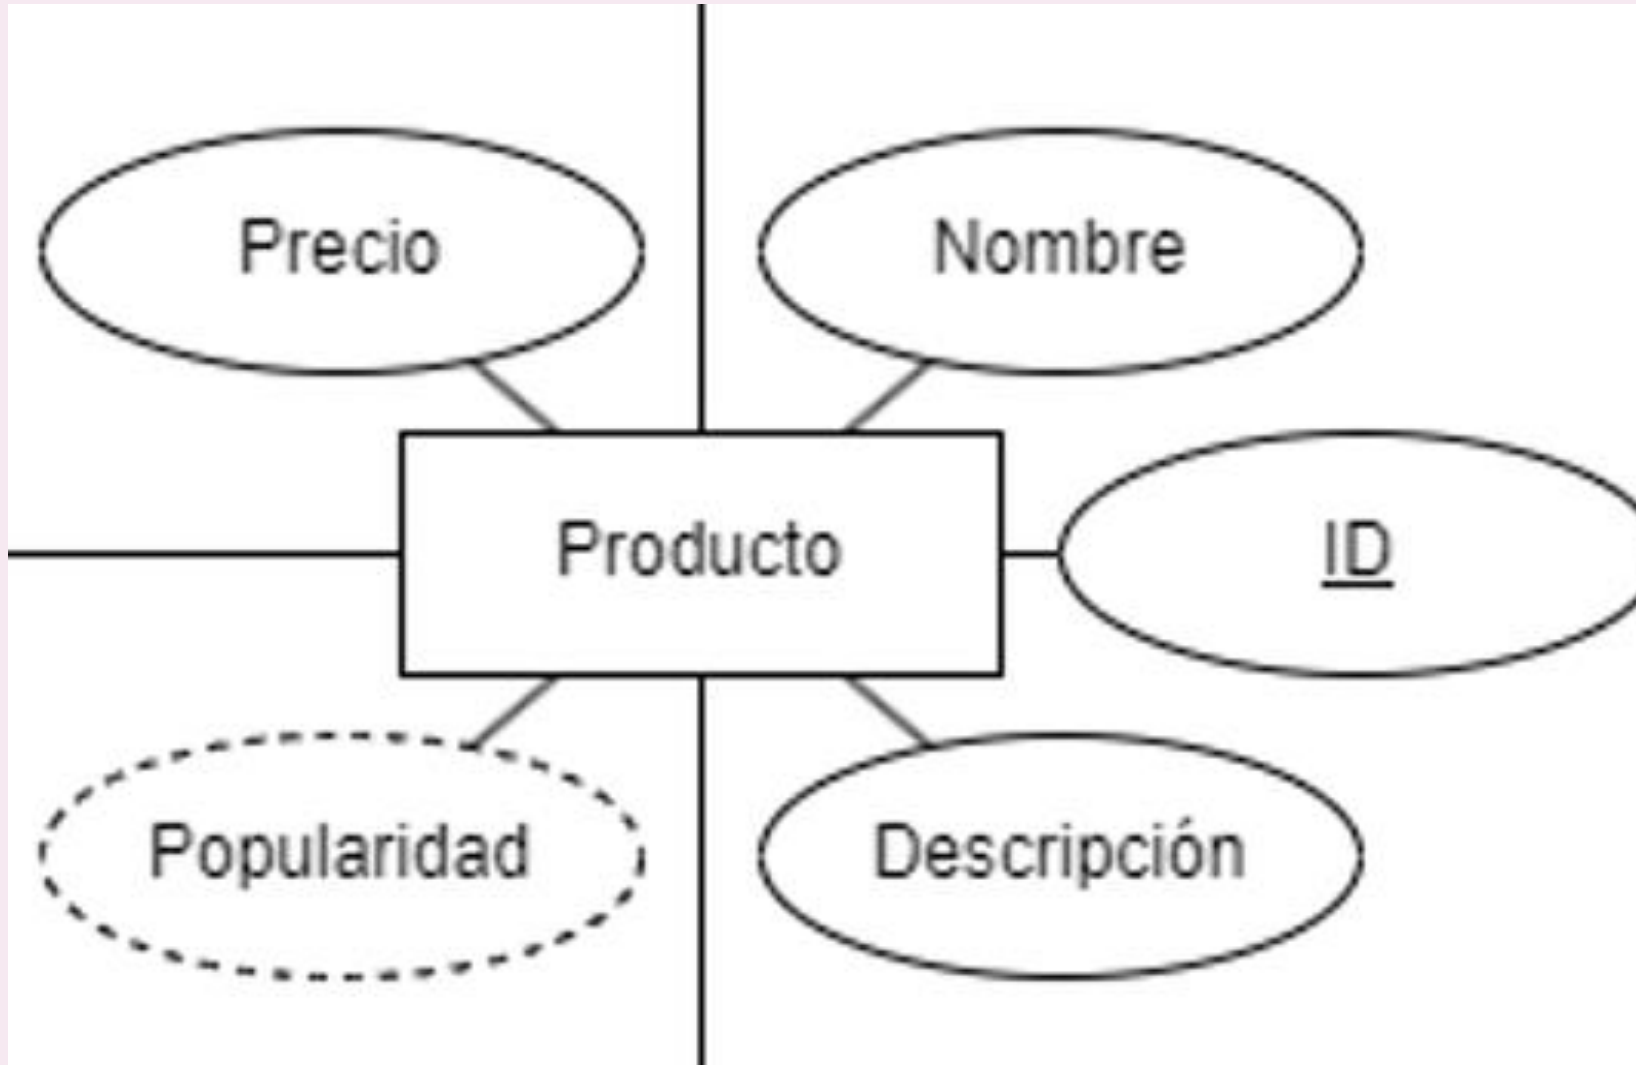 Precio
Nombre
Producto
ID
Popularidad
Descripción